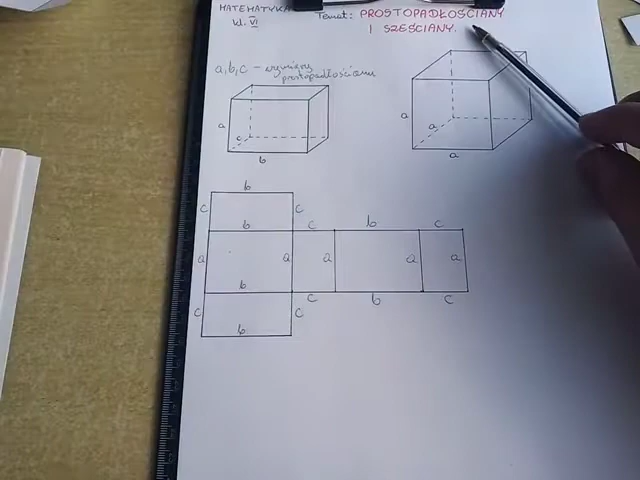 MATEMATYKA
kl. VI
Temat: PROSTOPADŁOŚCIANY
I SZEŚCIANY.
a, b, c - wymiary
prostopadłościanu
a
c
b
a
a
a
b
c
c
b
c
b
c
a
a
a
a
a
b
c
b
c
c
c
b